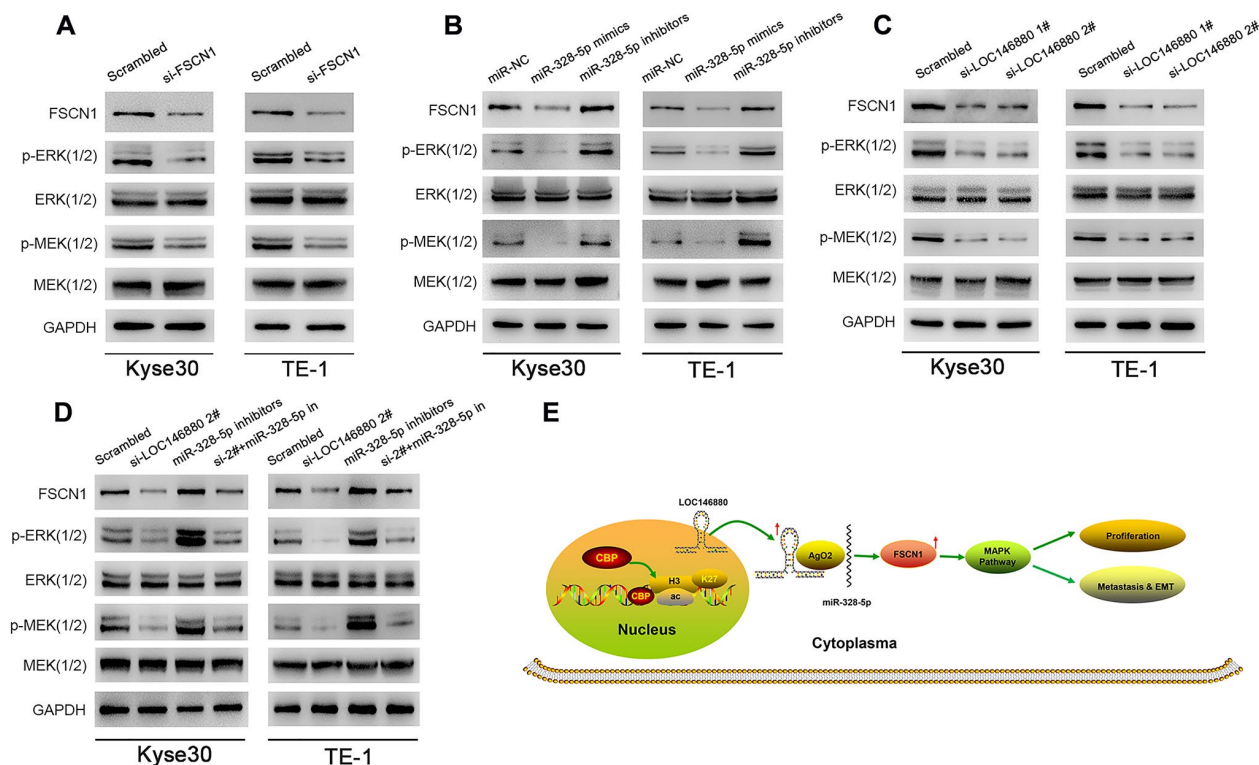 A
Scrambled
si-FSCN1
Scrambled
si-FSCN1
FSCN1
p-ERK(1/2)
ERK(1/2)
p-MEK(1/2)
MEK(1/2)
GAPDH
Kyse30
TE-1
B
miR-NC
miR-328-5p mimics
miR-328-5p inhibitors
miR-NC
miR-328-5p mimics
miR-328-5p inhibitors
FSCN1
p-ERK(1/2)
ERK(1/2)
p-MEK(1/2)
MEK(1/2)
GAPDH
Kyse30
TE-1
C
Scrambled
si-LOC146880 1#
si-LOC146880 2#
Scrambled
si-LOC146880 1#
si-LOC146880 2#
FSCN1
p-ERK(1/2)
ERK(1/2)
p-MEK(1/2)
MEK(1/2)
GAPDH
Kyse30
TE-1
D
Scrambled
si-LOC146880 2#
miR-328-5p inhibitors
si-2#+miR-328-5p in
Scrambled
si-LOC146880 2#
miR-328-5p inhibitors
si-2#+miR-328-5p in
FSCN1
p-ERK(1/2)
ERK(1/2)
p-MEK(1/2)
MEK(1/2)
GAPDH
Kyse30
TE-1
E
LOC146880
CBP
CBP
H3
K27
ac
Nucleus
AgO2
miR-328-5p
FSCN1
MAPK
Pathway
Proliferation
Metastasis & EMT
Cytoplasma